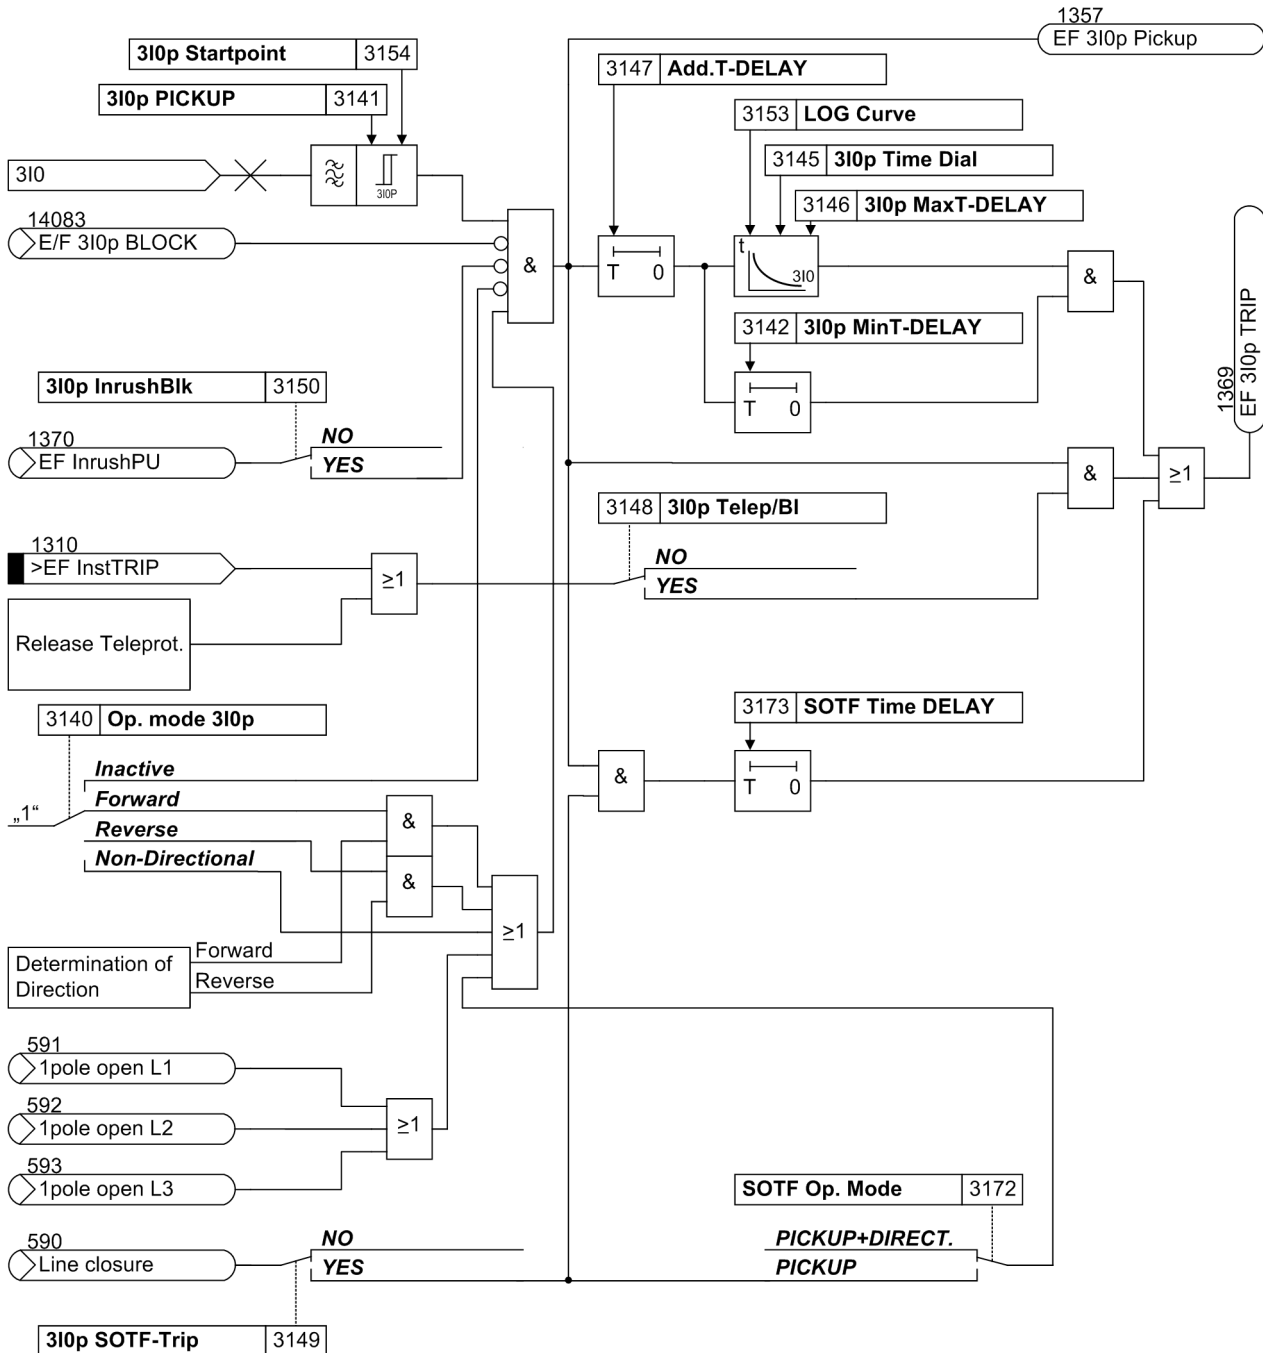 1357
EF 3I0p Pickup
3I0p Startpoint 3154
3147 Add.T-DELAY
3I0p PICKUP 3141
3153 LOG Curve
3145 3I0p Time Dial
3I0
3I0P
3146 3I0p MaxT-DELAY
14083
E/F 3I0p BLOCK
&
T 0
t
3I0
&
1369
EF 3I0p TRIP
3142 3I0p MinT-DELAY
T 0
3I0p InrushBlk 3150
1370
EF InrushPU
NO
YES
&
≥1
3148 3I0p Telep/BI
NO
YES
1310
>EF InstTRIP
≥1
Release Teleprot.
3140 Op. mode 3I0p
3173 SOTF Time DELAY
&
T 0
Inactive
„1“
Forward
Reverse
Non-Directional
&
&
≥1
Determination of
Direction
Forward
Reverse
591
1pole open L1
592
1pole open L2
≥1
593
1pole open L3
SOTF Op. Mode 3172
590
Line closure
NO
YES
PICKUP+DIRECT.
PICKUP
3I0p SOTF-Trip 3149